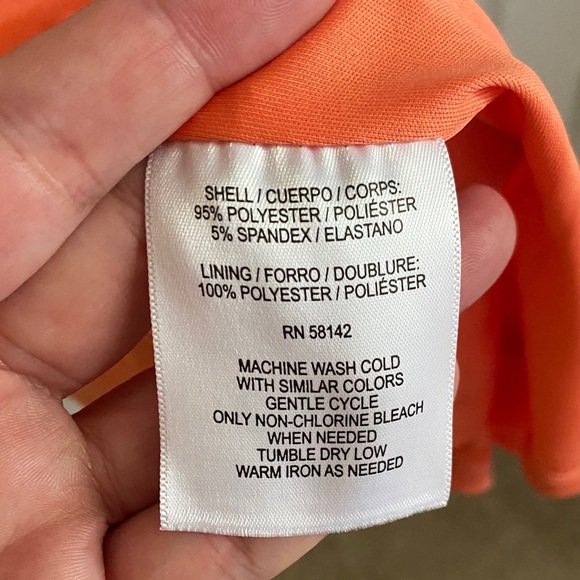 SHELL / CUERPO / CORPS:
95% POLYESTER / POLIÉSTER
5% SPANDEX / ELASTANO
LINING / FORRO / DOUBLURE:
100% POLYESTER / POLIÉSTER
RN 58142
MACHINE WASH COLD
WITH SIMILAR COLORS
GENTLE CYCLE
ONLY NON-CHLORINE BLEACH
WHEN NEEDED
TUMBLE DRY LOW
WARM IRON AS NEEDED